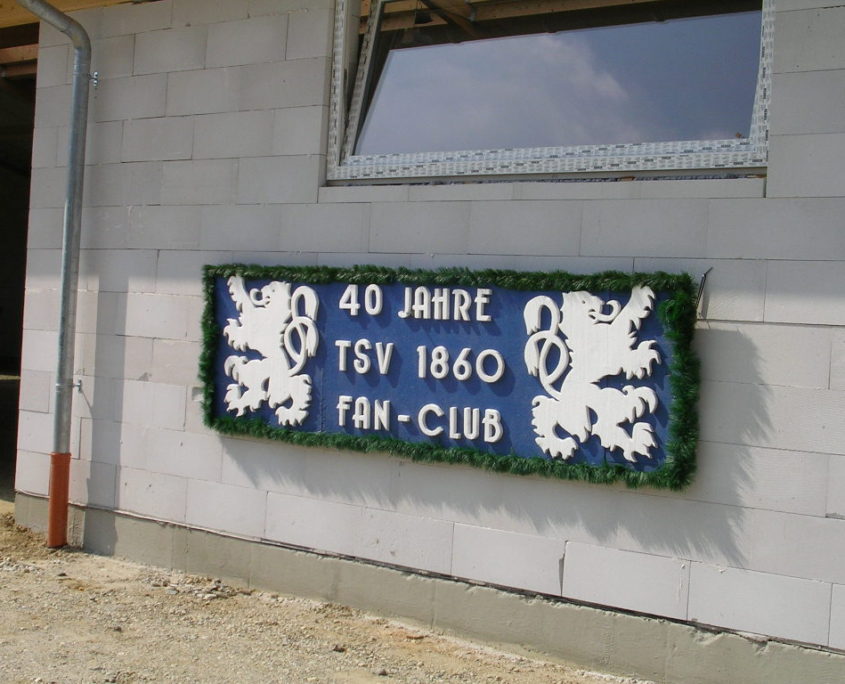 40 JAHRE
TSV 1860
FAN-CLUB